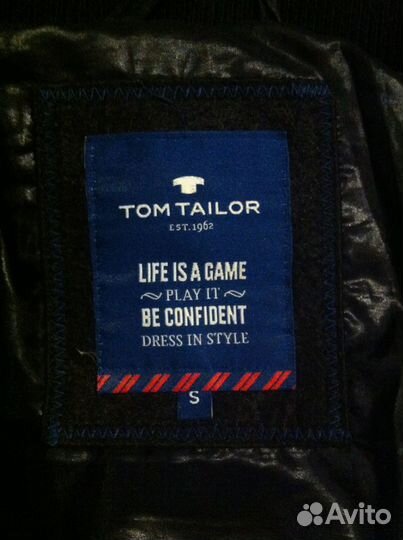 TOM TAILOR
EST. 1962
LIFE IS A GAME
~ PLAY IT ~
BE CONFIDENT
DRESS IN STYLE
S
Avito